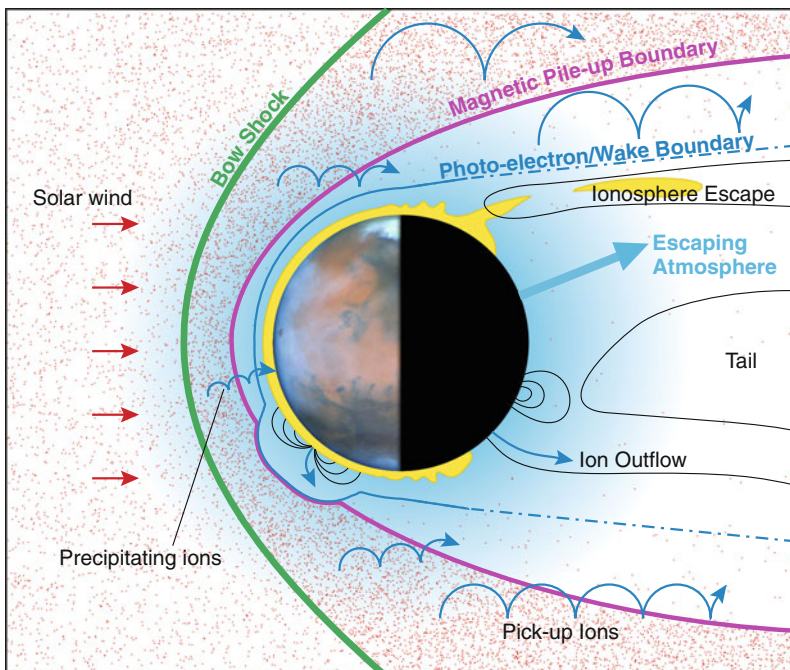 Magnetic Pile-up Boundary
Bow Shock
Photo-electron/Wake Boundary
Solar wind
Ionosphere Escape
Escaping
Atmosphere
Tail
Ion Outflow
Precipitating ions
Pick-up Ions